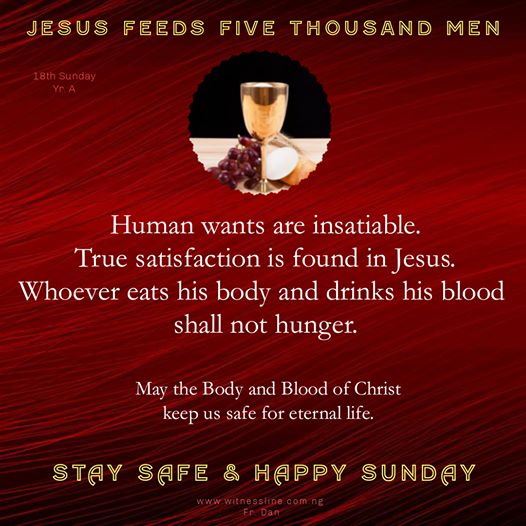 JESUS FEEDS FIVE THOUSAND MEN
18th Sunday
Yr. A
Human wants are insatiable.
True satisfaction is found in Jesus.
Whoever eats his body and drinks his blood
shall not hunger.
May the Body and Blood of Christ
keep us safe for eternal life.
STAY SAFE & HAPPY SUNDAY
www.witnessline.com.ng
Fr. Dan